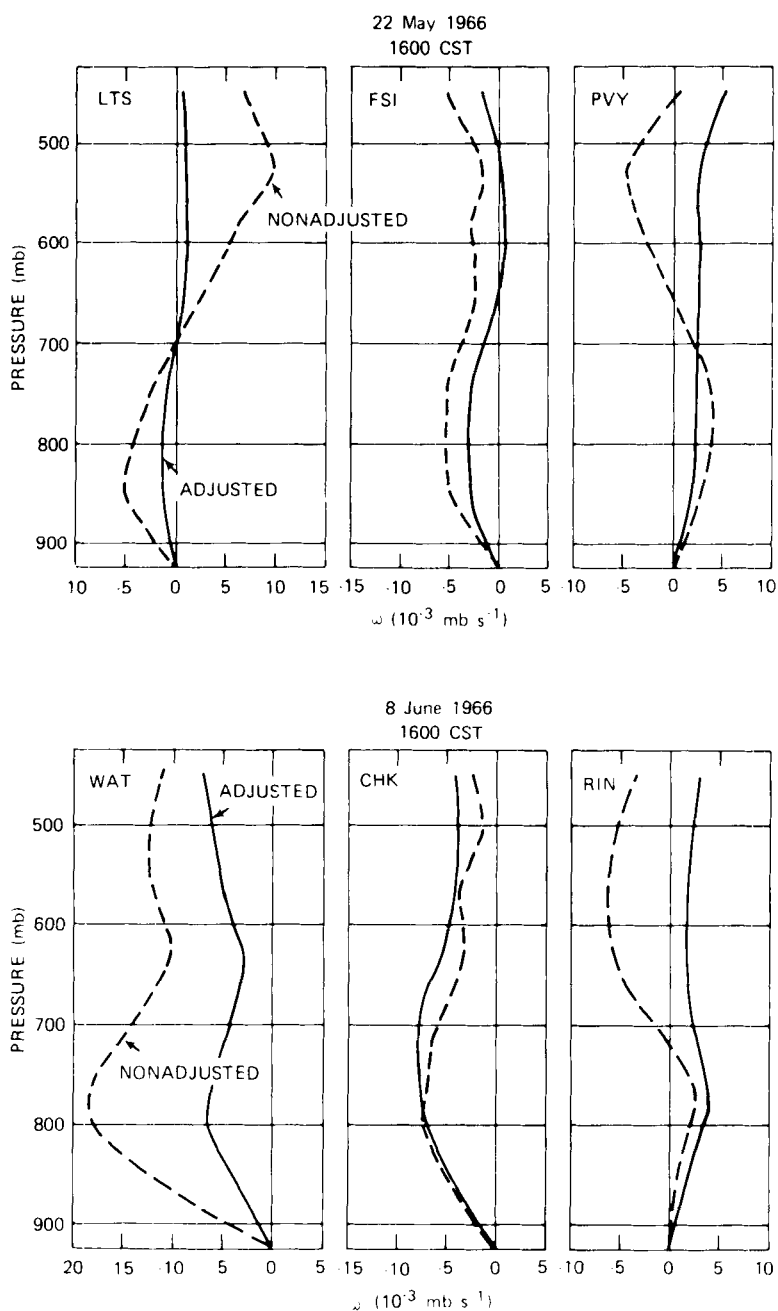 22 May 1966
1600 CST
LTS
FSI
PVY
500
600
700
800
900
PRESSURE (mb)
NONADJUSTED
ADJUSTED
-10 -5 0 5 10 15
-15 -10 -5 0 5
-10 -5 0 5 10
ω (10-3 mb s-1)
8 June 1966
1600 CST
WAT
CHK
RIN
500
600
700
800
900
PRESSURE (mb)
ADJUSTED
NONADJUSTED
20 -15 -10 -5 0 5
-15 -10 -5 0 5
-10 -5 0 5 10
ω (10-3 mb s-1)